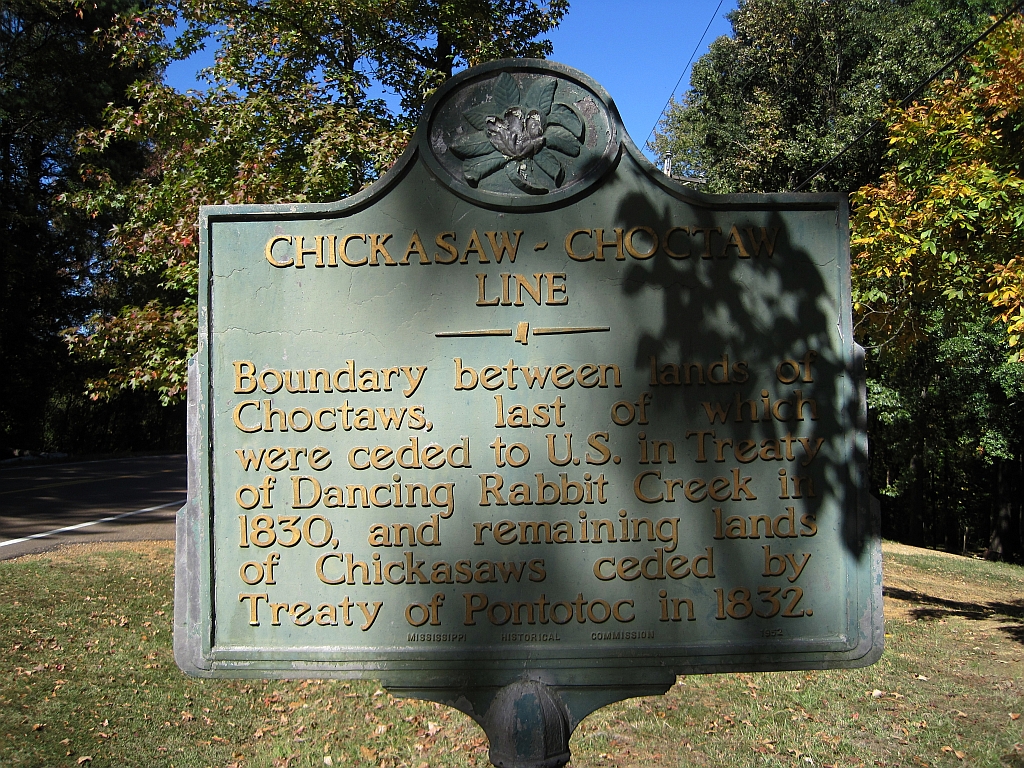 CHICKASAW - CHOCTAW
LINE
Boundary between lands of
Choctaws, last of which
were ceded to U.S. in Treaty
of Dancing Rabbit Creek in
1830, and remaining lands
of Chickasaws ceded by
Treaty of Pontotoc in 1832.
MISSISSIPPI HISTORICAL COMMISSION 1952